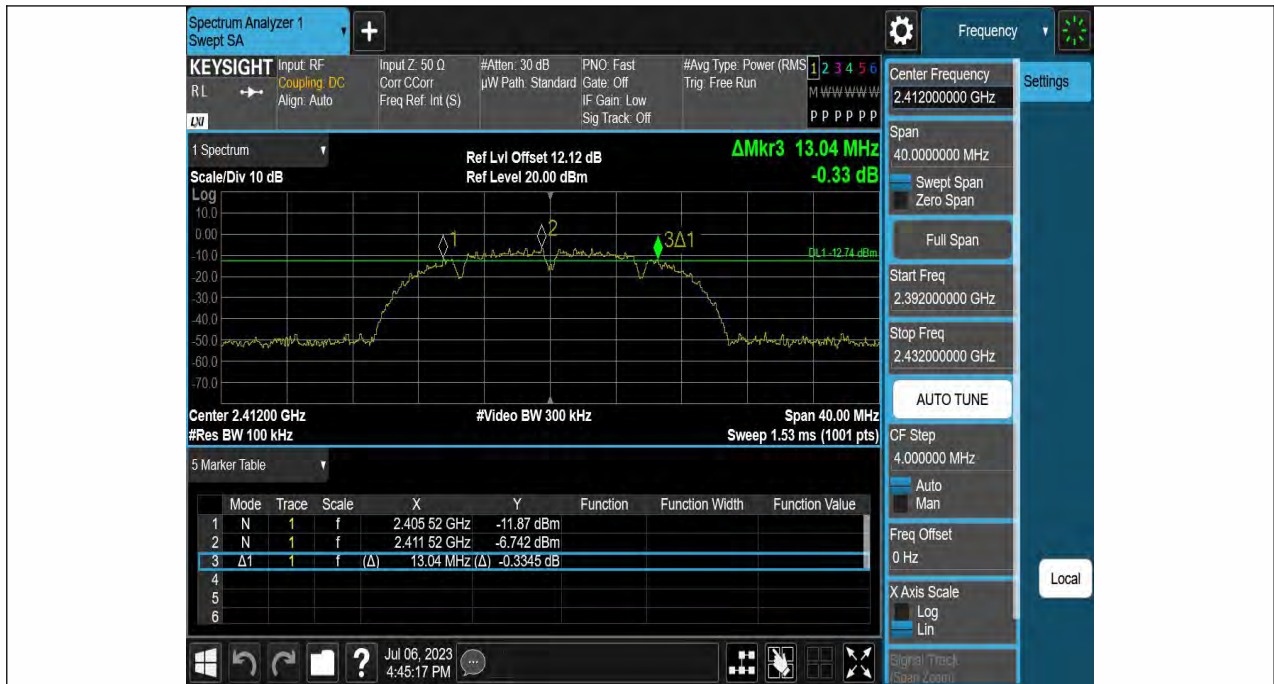 Spectrum Analyzer 1
Swept SA
+
Frequency
KEYSIGHT
RL
LXI
Input: RF
Coupling: DC
Align: Auto
Input Z: 50 Ω
Corr CCorr
Freq Ref: Int (S)
#Atten: 30 dB
µW Path: Standard
PNO: Fast
Gate: Off
IF Gain: Low
Sig Track: Off
#Avg Type: Power (RMS
Trig: Free Run
1 2 3 4 5 6
M W W W W W
P P P P P P
1 Spectrum
Scale/Div 10 dB
Ref Lvl Offset 12.12 dB
Ref Level 20.00 dBm
ΔMkr3 13.04 MHz
-0.33 dB
Log
10.0
0.00
-10.0
-20.0
-30.0
-40.0
-50.0
-60.0
-70.0
1
2
3Δ1
DL1 -12.74 dBm
Center 2.41200 GHz
#Video BW 300 kHz
Span 40.00 MHz
#Res BW 100 kHz
Sweep 1.53 ms (1001 pts)
5 Marker Table
Mode Trace Scale X Y Function Function Width Function Value
1 N 1 f 2.405 52 GHz -11.87 dBm
2 N 1 f 2.411 52 GHz -6.742 dBm
3 Δ1 1 f (Δ) 13.04 MHz (Δ) -0.3345 dB
4
5
6
?
Jul 06, 2023
4:45:17 PM
Center Frequency
2.412000000 GHz
Settings
Span
40.0000000 MHz
Swept Span
Zero Span
Full Span
Start Freq
2.392000000 GHz
Stop Freq
2.432000000 GHz
AUTO TUNE
CF Step
4.000000 MHz
Auto
Man
Freq Offset
0 Hz
X Axis Scale
Log
Lin
Local
Signal Track
(Span Zoom)